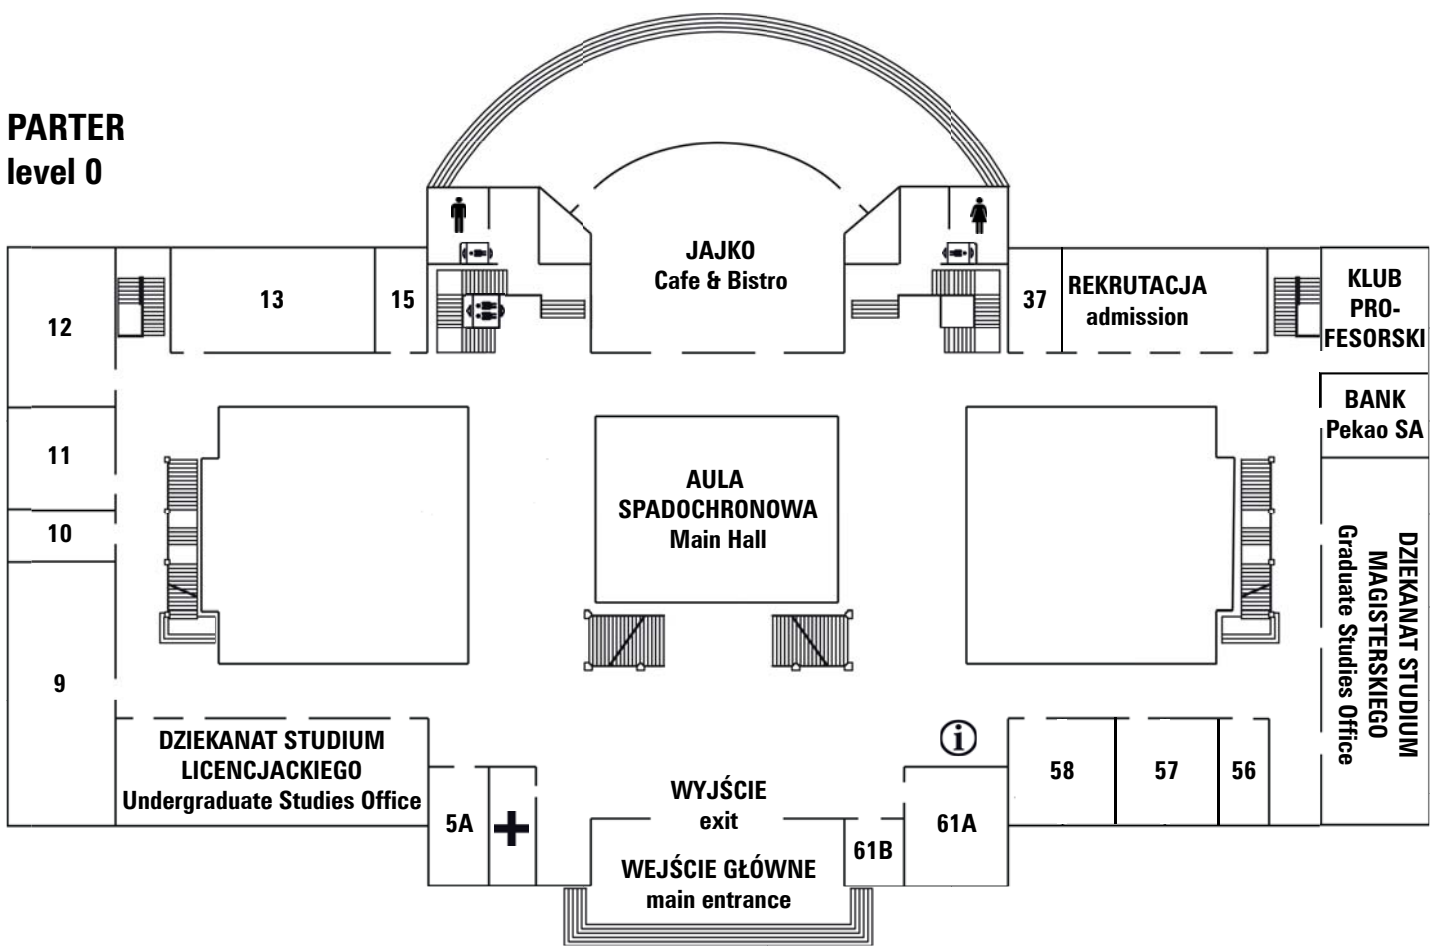 PARTER
level 0
JAJKO
Cafe & Bistro
12
13
15
37
REKRUTACJA
admission
KLUB
PRO-
FESORSKI
BANK
Pekao SA
11
10
9
AULA
SPADOCHRONOWA
Main Hall
DZIEKANAT STUDIUM
MAGISTERSKIEGO
Graduate Studies Office
DZIEKANAT STUDIUM
LICENCJACKIEGO
Undergraduate Studies Office
5A
WYJŚCIE
exit
WEJŚCIE GŁÓWNE
main entrance
61B
61A
i
58
57
56